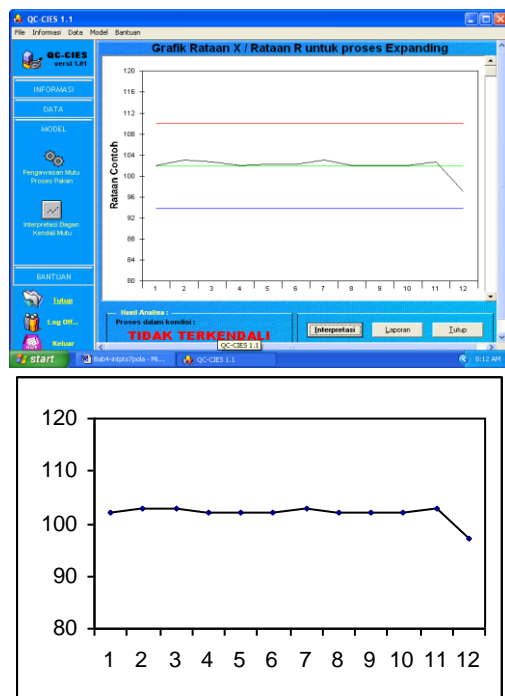 QC-CIES 1.1
File Informasi Data Model Bantuan
QC-CIES
versi 1.01
INFORMASI
DATA
MODEL
Pengawasan Mutu
Proses Pakan
Interpretasi Bagan
Kendali Mutu
BANTUAN
Tutup
Log Off...
Keluar
Grafik Rataan X / Rataan R untuk proses Expanding
Rataan Contoh
120
116
112
108
104
100
96
92
88
84
80
1 2 3 4 5 6 7 8 9 10 11 12
Hasil Analisa :
Proses dalam kondisi :
TIDAK TERKENDALI
Interpretasi Laporan Tutup
QC-CIES 1.1
start Bab4-intpts7pola - Mi... QC-CIES 1.1 8:12 AM
120
110
100
90
80
1 2 3 4 5 6 7 8 9 10 11 12